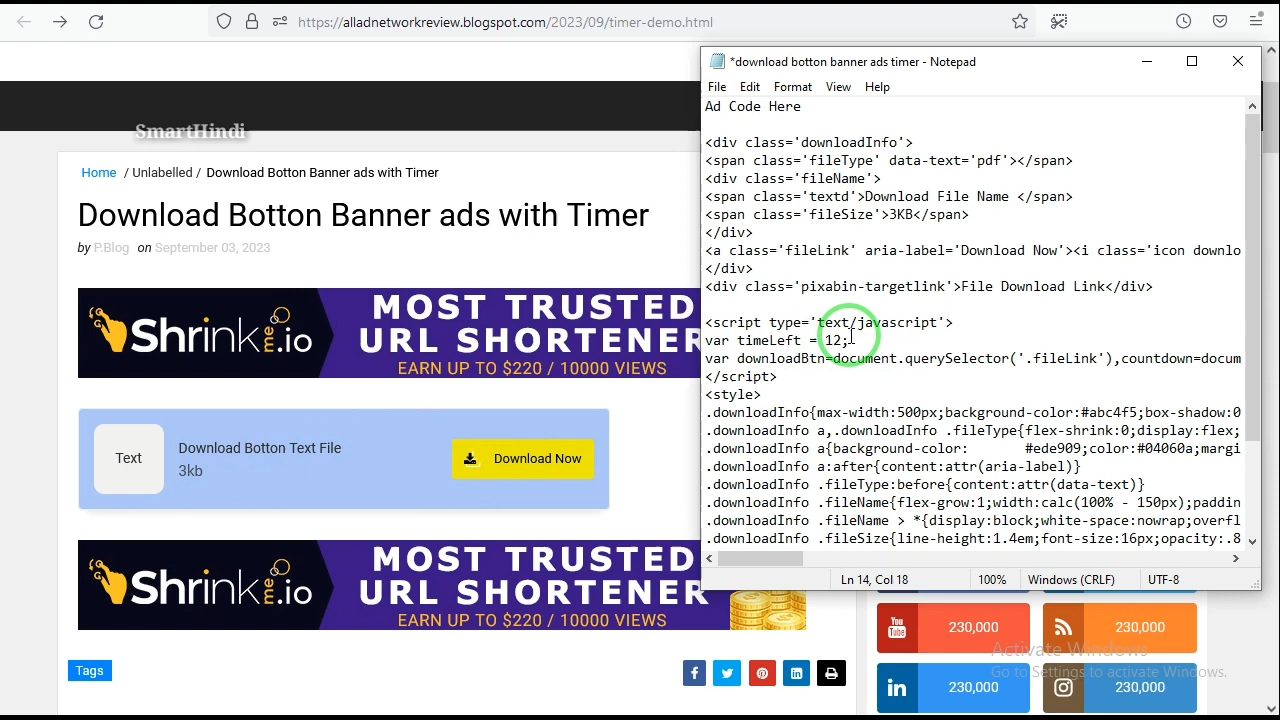 https://alladnetworkreview.blogspot.com/2023/09/timer-demo.html
SmartHindi
Home / Unlabelled / Download Botton Banner ads with Timer
Download Botton Banner ads with Timer
by P.Blog on September 03, 2023
Shrinkme.io
MOST TRUSTED
URL SHORTENER
EARN UP TO $220 / 10000 VIEWS
Text
Download Botton Text File
3kb
Download Now
Shrinkme.io
MOST TRUSTED
URL SHORTENER
EARN UP TO $220 / 10000 VIEWS
Tags
*download botton banner ads timer - Notepad
File Edit Format View Help
Ad Code Here
<div class='downloadInfo'>
<span class='fileType' data-text='pdf'></span>
<div class='fileName'>
<span class='textd'>Download File Name </span>
<span class='fileSize'>3KB</span>
</div>
<a class='fileLink' aria-label='Download Now'><i class='icon downlo
</div>
<div class='pixabin-targetlink'>File Download Link</div>
<script type='text/javascript'>
var timeLeft = 12;
var downloadBtn=document.querySelector('.fileLink'),countdown=docum
</script>
<style>
.downloadInfo{max-width:500px;background-color:#abc4f5;box-shadow:0
.downloadInfo a,.downloadInfo .fileType{flex-shrink:0;display:flex;
.downloadInfo a{background-color: #ede909;color:#04060a;margi
.downloadInfo a:after{content:attr(aria-label)}
.downloadInfo .fileType:before{content:attr(data-text)}
.downloadInfo .fileName{flex-grow:1;width:calc(100% - 150px);paddin
.downloadInfo .fileName > *{display:block;white-space:nowrap;overfl
.downloadInfo .fileSize{line-height:1.4em;font-size:16px;opacity:.8
Ln 14, Col 18 100% Windows (CRLF) UTF-8
You Tube 230,000
230,000
in 230,000
230,000
Activate Windows
Go to Settings to activate Windows.